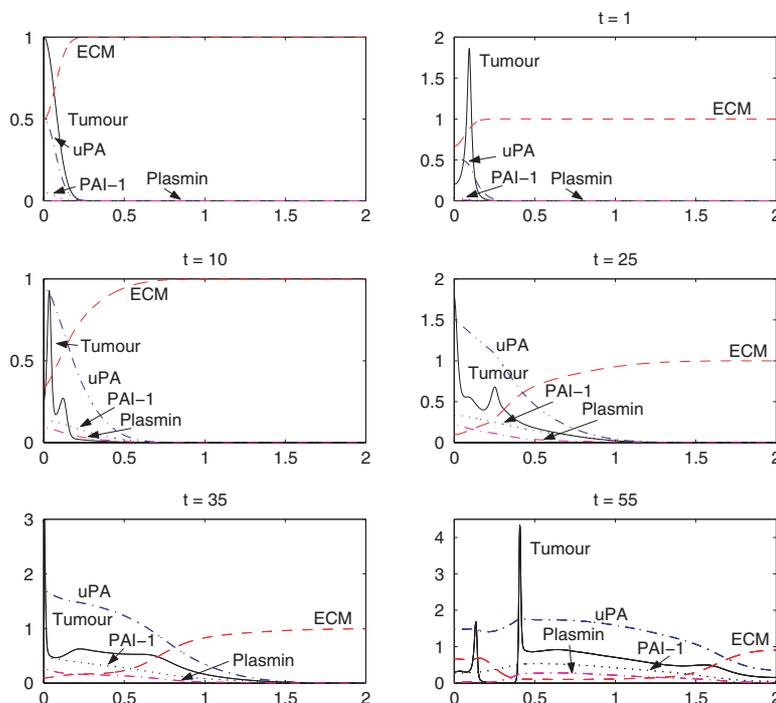 t = 1
1
ECM
Tumour
0.5
uPA
PAI-1
Plasmin
0
0 0.5 1 1.5 2
2
Tumour
1.5
ECM
1
uPA
0.5
PAI-1
Plasmin
0
0 0.5 1 1.5 2
t = 10
1
ECM
Tumour
0.5
uPA
PAI-1
Plasmin
0
0 0.5 1 1.5 2
t = 25
2
1.5
uPA
ECM
1
Tumour
PAI-1
0.5
Plasmin
0
0 0.5 1 1.5 2
t = 35
3
2
uPA
Tumour
ECM
1
PAI-1
Plasmin
0
0 0.5 1 1.5 2
t = 55
4
Tumour
3
2
uPA
Plasmin
ECM
1
PAI-1
0
0 0.5 1 1.5 2